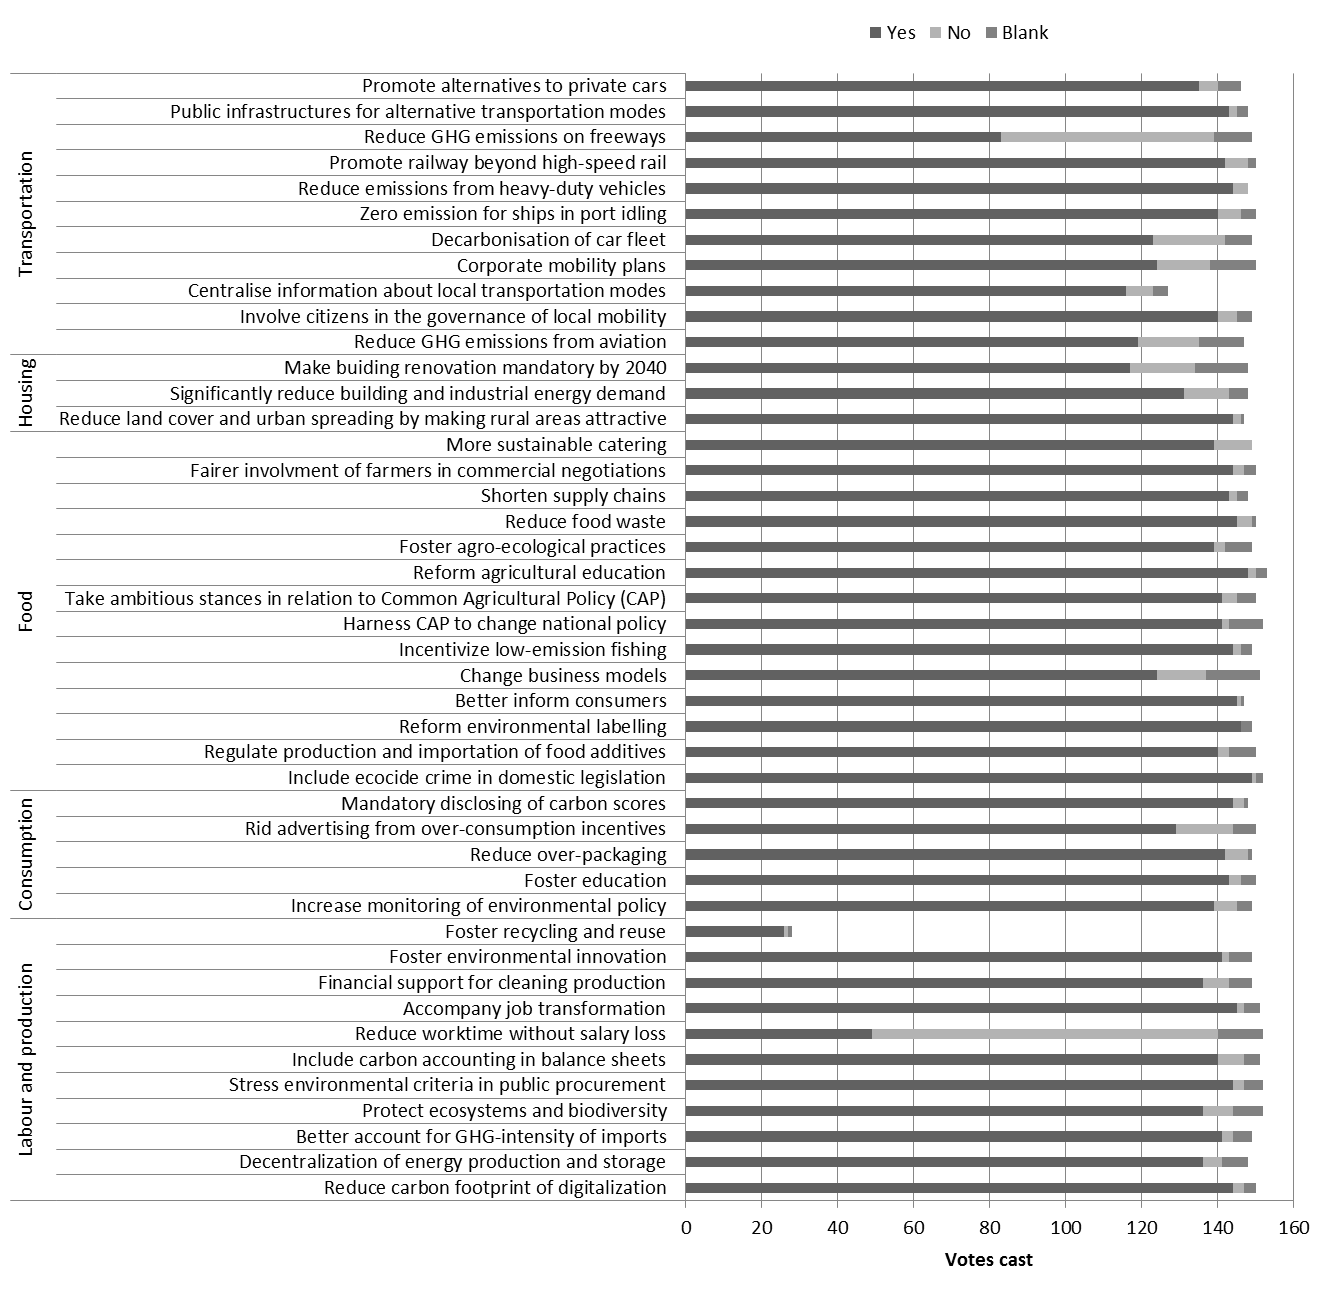 Yes No Blank
Transportation
Promote alternatives to private cars
Public infrastructures for alternative transportation modes
Reduce GHG emissions on freeways
Promote railway beyond high-speed rail
Reduce emissions from heavy-duty vehicles
Zero emission for ships in port idling
Decarbonisation of car fleet
Corporate mobility plans
Centralise information about local transportation modes
Involve citizens in the governance of local mobility
Reduce GHG emissions from aviation
Housing
Make buiding renovation mandatory by 2040
Significantly reduce building and industrial energy demand
Reduce land cover and urban spreading by making rural areas attractive
Food
More sustainable catering
Fairer involvment of farmers in commercial negotiations
Shorten supply chains
Reduce food waste
Foster agro-ecological practices
Reform agricultural education
Take ambitious stances in relation to Common Agricultural Policy (CAP)
Harness CAP to change national policy
Incentivize low-emission fishing
Change business models
Better inform consumers
Reform environmental labelling
Regulate production and importation of food additives
Include ecocide crime in domestic legislation
Consumption
Mandatory disclosing of carbon scores
Rid advertising from over-consumption incentives
Reduce over-packaging
Foster education
Increase monitoring of environmental policy
Labour and production
Foster recycling and reuse
Foster environmental innovation
Financial support for cleaning production
Accompany job transformation
Reduce worktime without salary loss
Include carbon accounting in balance sheets
Stress environmental criteria in public procurement
Protect ecosystems and biodiversity
Better account for GHG-intensity of imports
Decentralization of energy production and storage
Reduce carbon footprint of digitalization
0 20 40 60 80 100 120 140 160
Votes cast